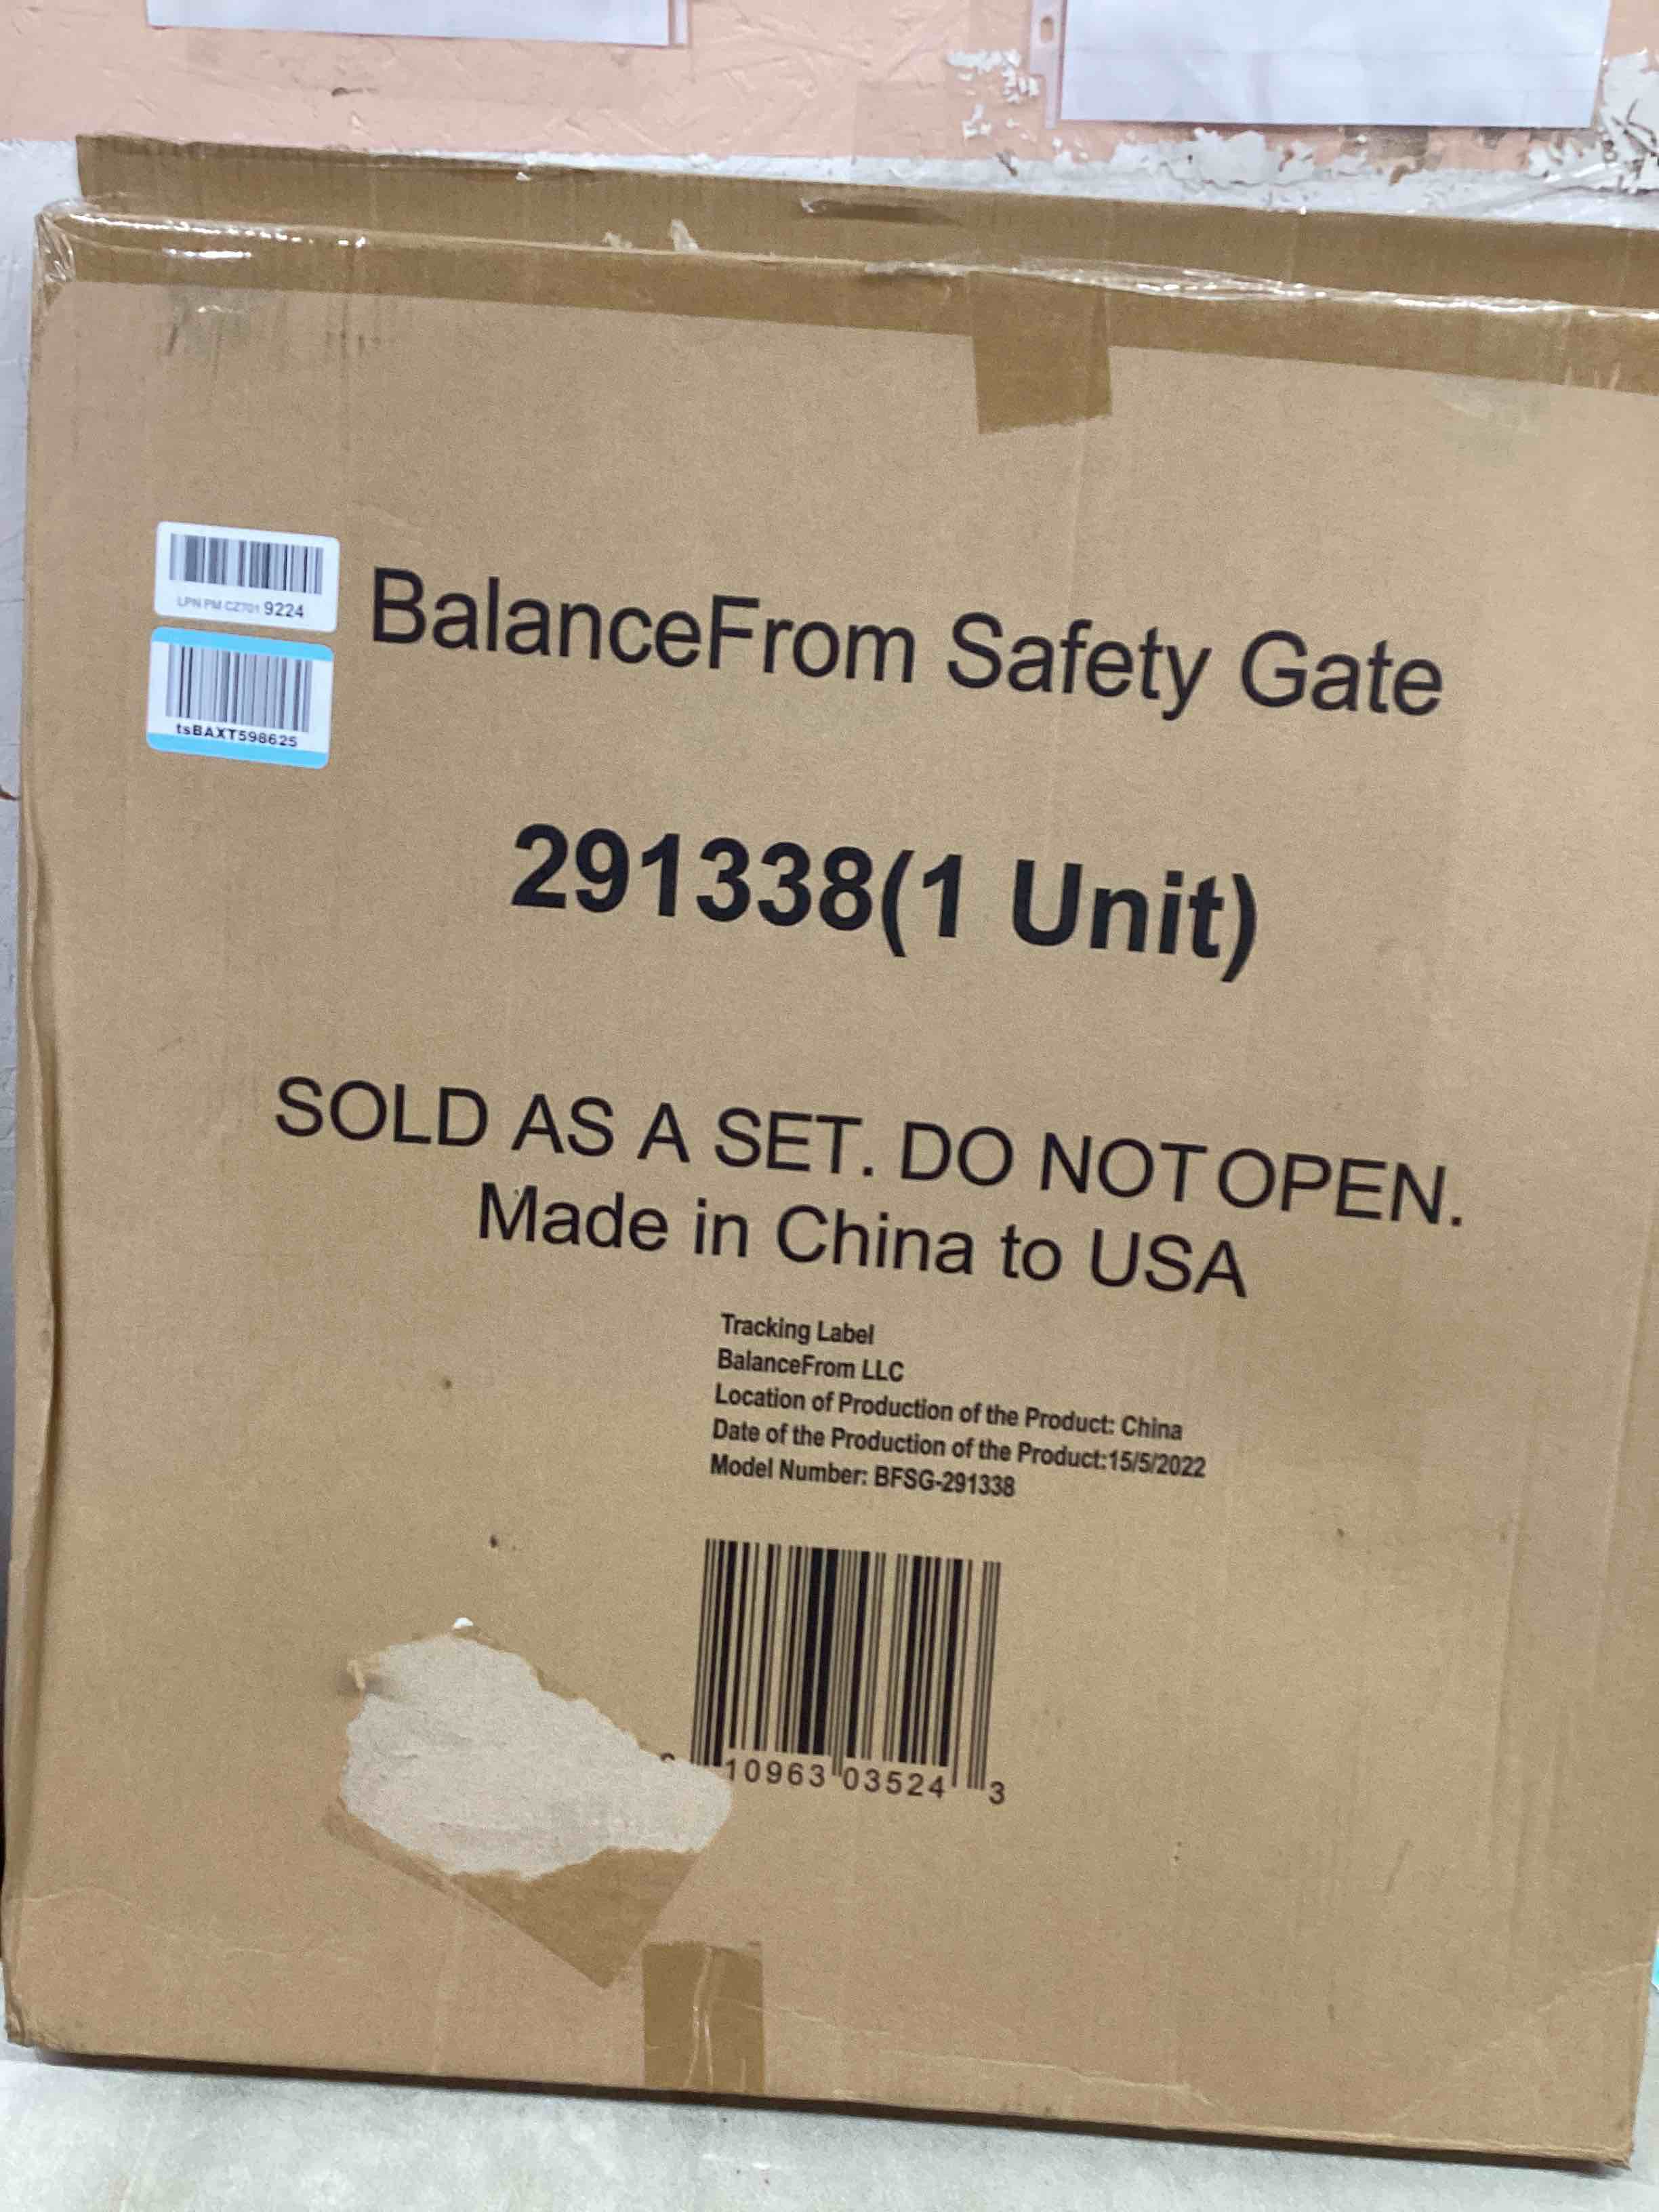 LPN PM CZ701 9224
tsBAXT598625
BalanceFrom Safety Gate
291338(1 Unit)
SOLD AS A SET. DO NOT OPEN.
Made in China to USA
Tracking Label
BalanceFrom LLC
Location of Production of the Product: China
Date of the Production of the Product:15/5/2022
Model Number: BFSG-291338
10963 03524 3